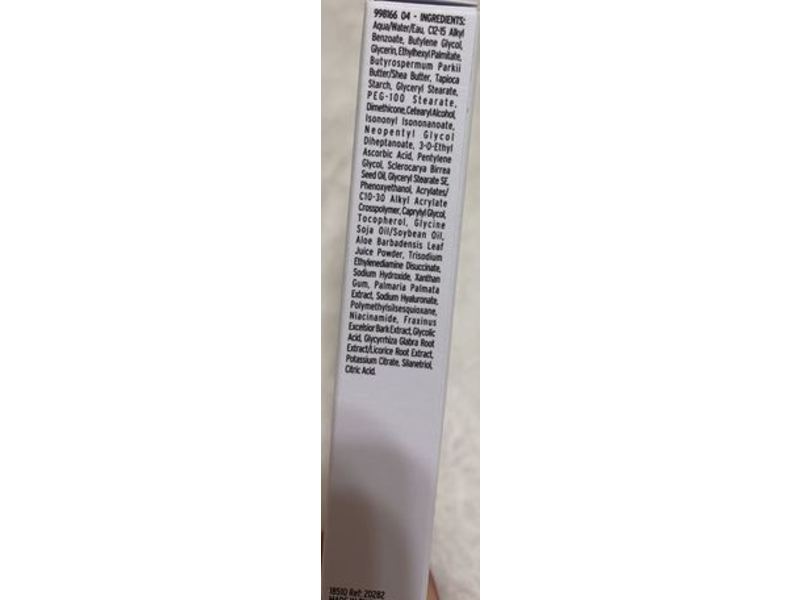 998166 04 - INGREDIENTS:
Aqua/Water/Eau, C12-15 Alkyl
Benzoate, Butylene Glycol,
Glycerin, Ethylhexyl Palmitate,
Butyrospermum Parkii
Butter/Shea Butter, Tapioca
Starch, Glyceryl Stearate,
PEG-100 Stearate,
Dimethicone, Cetearyl Alcohol,
Isononyl Isononanoate,
Neopentyl Glycol
Diheptanoate, 3-O-Ethyl
Ascorbic Acid, Pentylene
Glycol, Sclerocarya Birrea
Seed Oil, Glyceryl Stearate SE,
Phenoxyethanol, Acrylates/
C10-30 Alkyl Acrylate
Crosspolymer, Caprylyl Glycol,
Tocopherol, Glycine
Soja Oil/Soybean Oil,
Aloe Barbadensis Leaf
Juice Powder, Trisodium
Ethylenediamine Disuccinate,
Sodium Hydroxide, Xanthan
Gum, Palmaria Palmata
Extract, Sodium Hyaluronate,
Polymethylsilsesquioxane,
Niacinamide, Fraxinus
Excelsior Bark Extract, Glycolic
Acid, Glycyrrhiza Glabra Root
Extract/Licorice Root Extract,
Potassium Citrate, Silanetriol,
Citric Acid.
18510 Ref: 20282
MADE IN